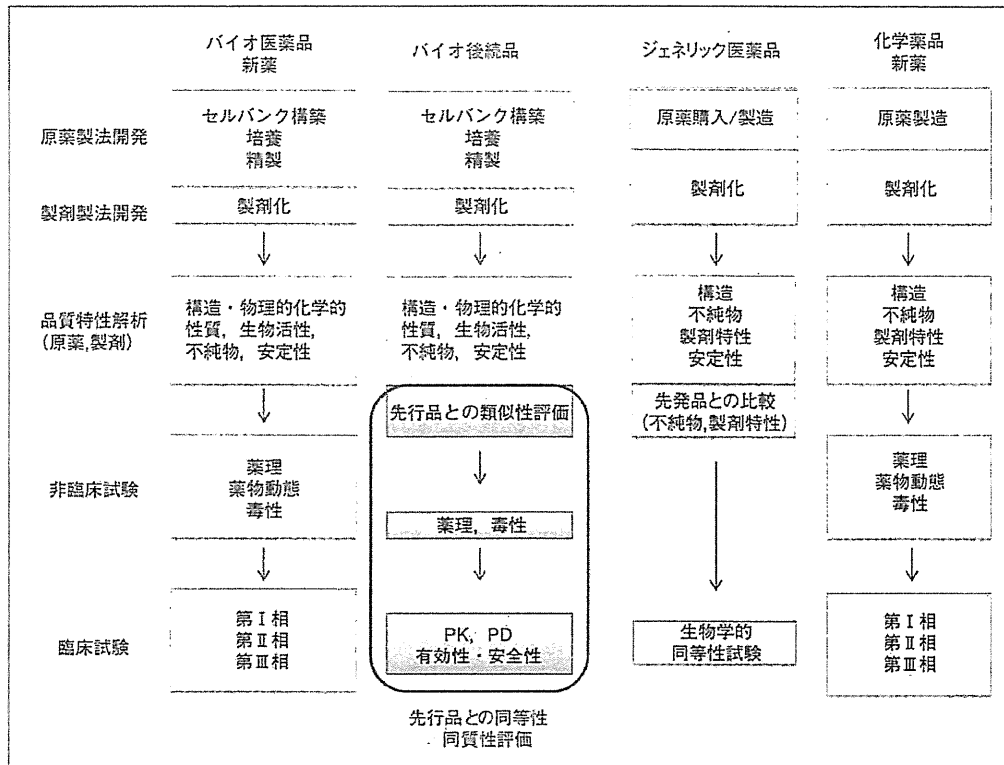 バイオ医薬品
新薬
バイオ後続品
ジェネリック医薬品
化学薬品
新薬
原薬製法開発
セルバンク構築
培養
精製
セルバンク構築
培養
精製
原薬購入/製造
原薬製造
製剤製法開発
製剤化
製剤化
製剤化
製剤化
品質特性解析
(原薬,製剤)
構造・物理的化学的
性質,生物活性,
不純物,安定性
構造・物理的化学的
性質,生物活性,
不純物,安定性
構造
不純物
製剤特性
安定性
構造
不純物
製剤特性
安定性
先行品との類似性評価
先発品との比較
(不純物,製剤特性)
非臨床試験
薬理
薬物動態
毒性
薬理,毒性
薬理
薬物動態
毒性
臨床試験
第Ⅰ相
第Ⅱ相
第Ⅲ相
PK, PD
有効性・安全性
生物学的
同等性試験
第Ⅰ相
第Ⅱ相
第Ⅲ相
先行品との同等性
同質性評価